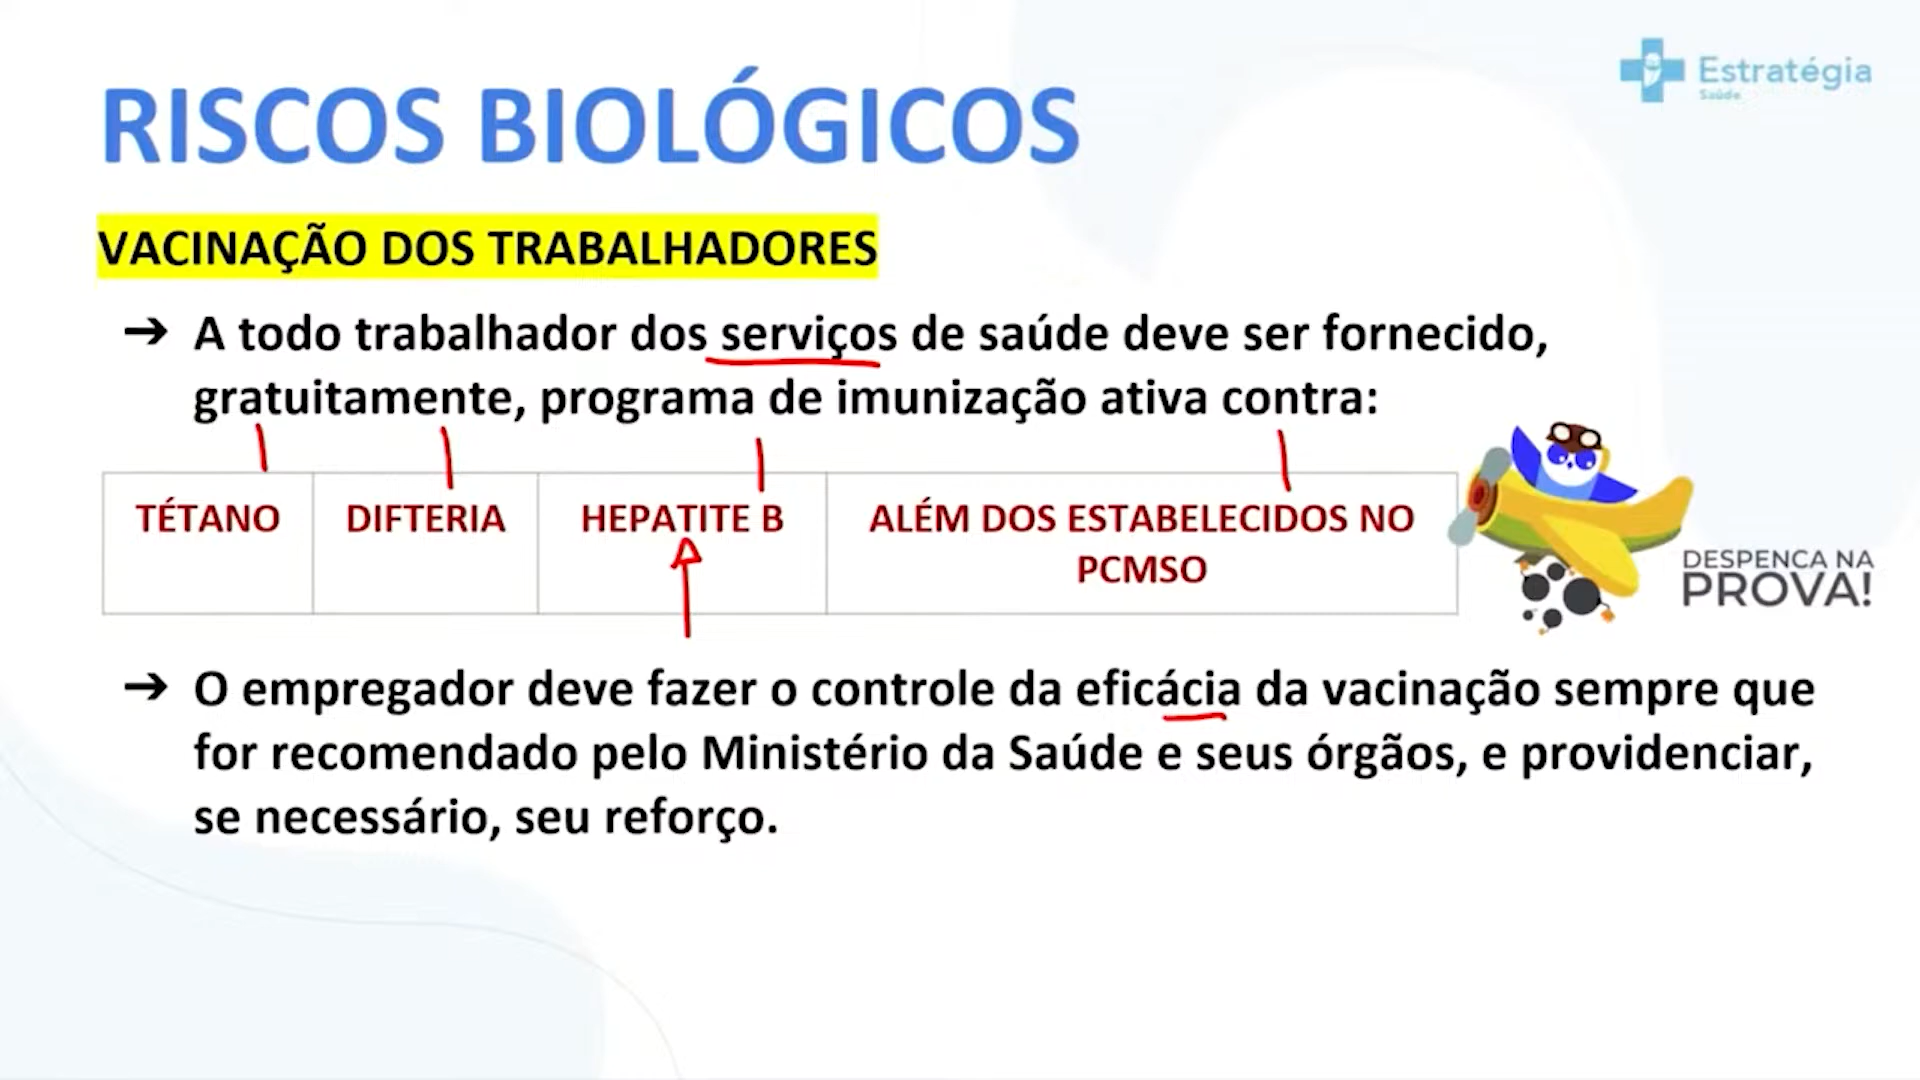 Estratégia
Saúde
RISCOS BIOLÓGICOS
VACINAÇÃO DOS TRABALHADORES
➔ A todo trabalhador dos serviços de saúde deve ser fornecido,
gratuitamente, programa de imunização ativa contra:
TÉTANO DIFTERIA HEPATITE B ALÉM DOS ESTABELECIDOS NO
PCMSO
DESPENCA NA
PROVA!
➔ O empregador deve fazer o controle da eficácia da vacinação sempre que
for recomendado pelo Ministério da Saúde e seus órgãos, e providenciar,
se necessário, seu reforço.